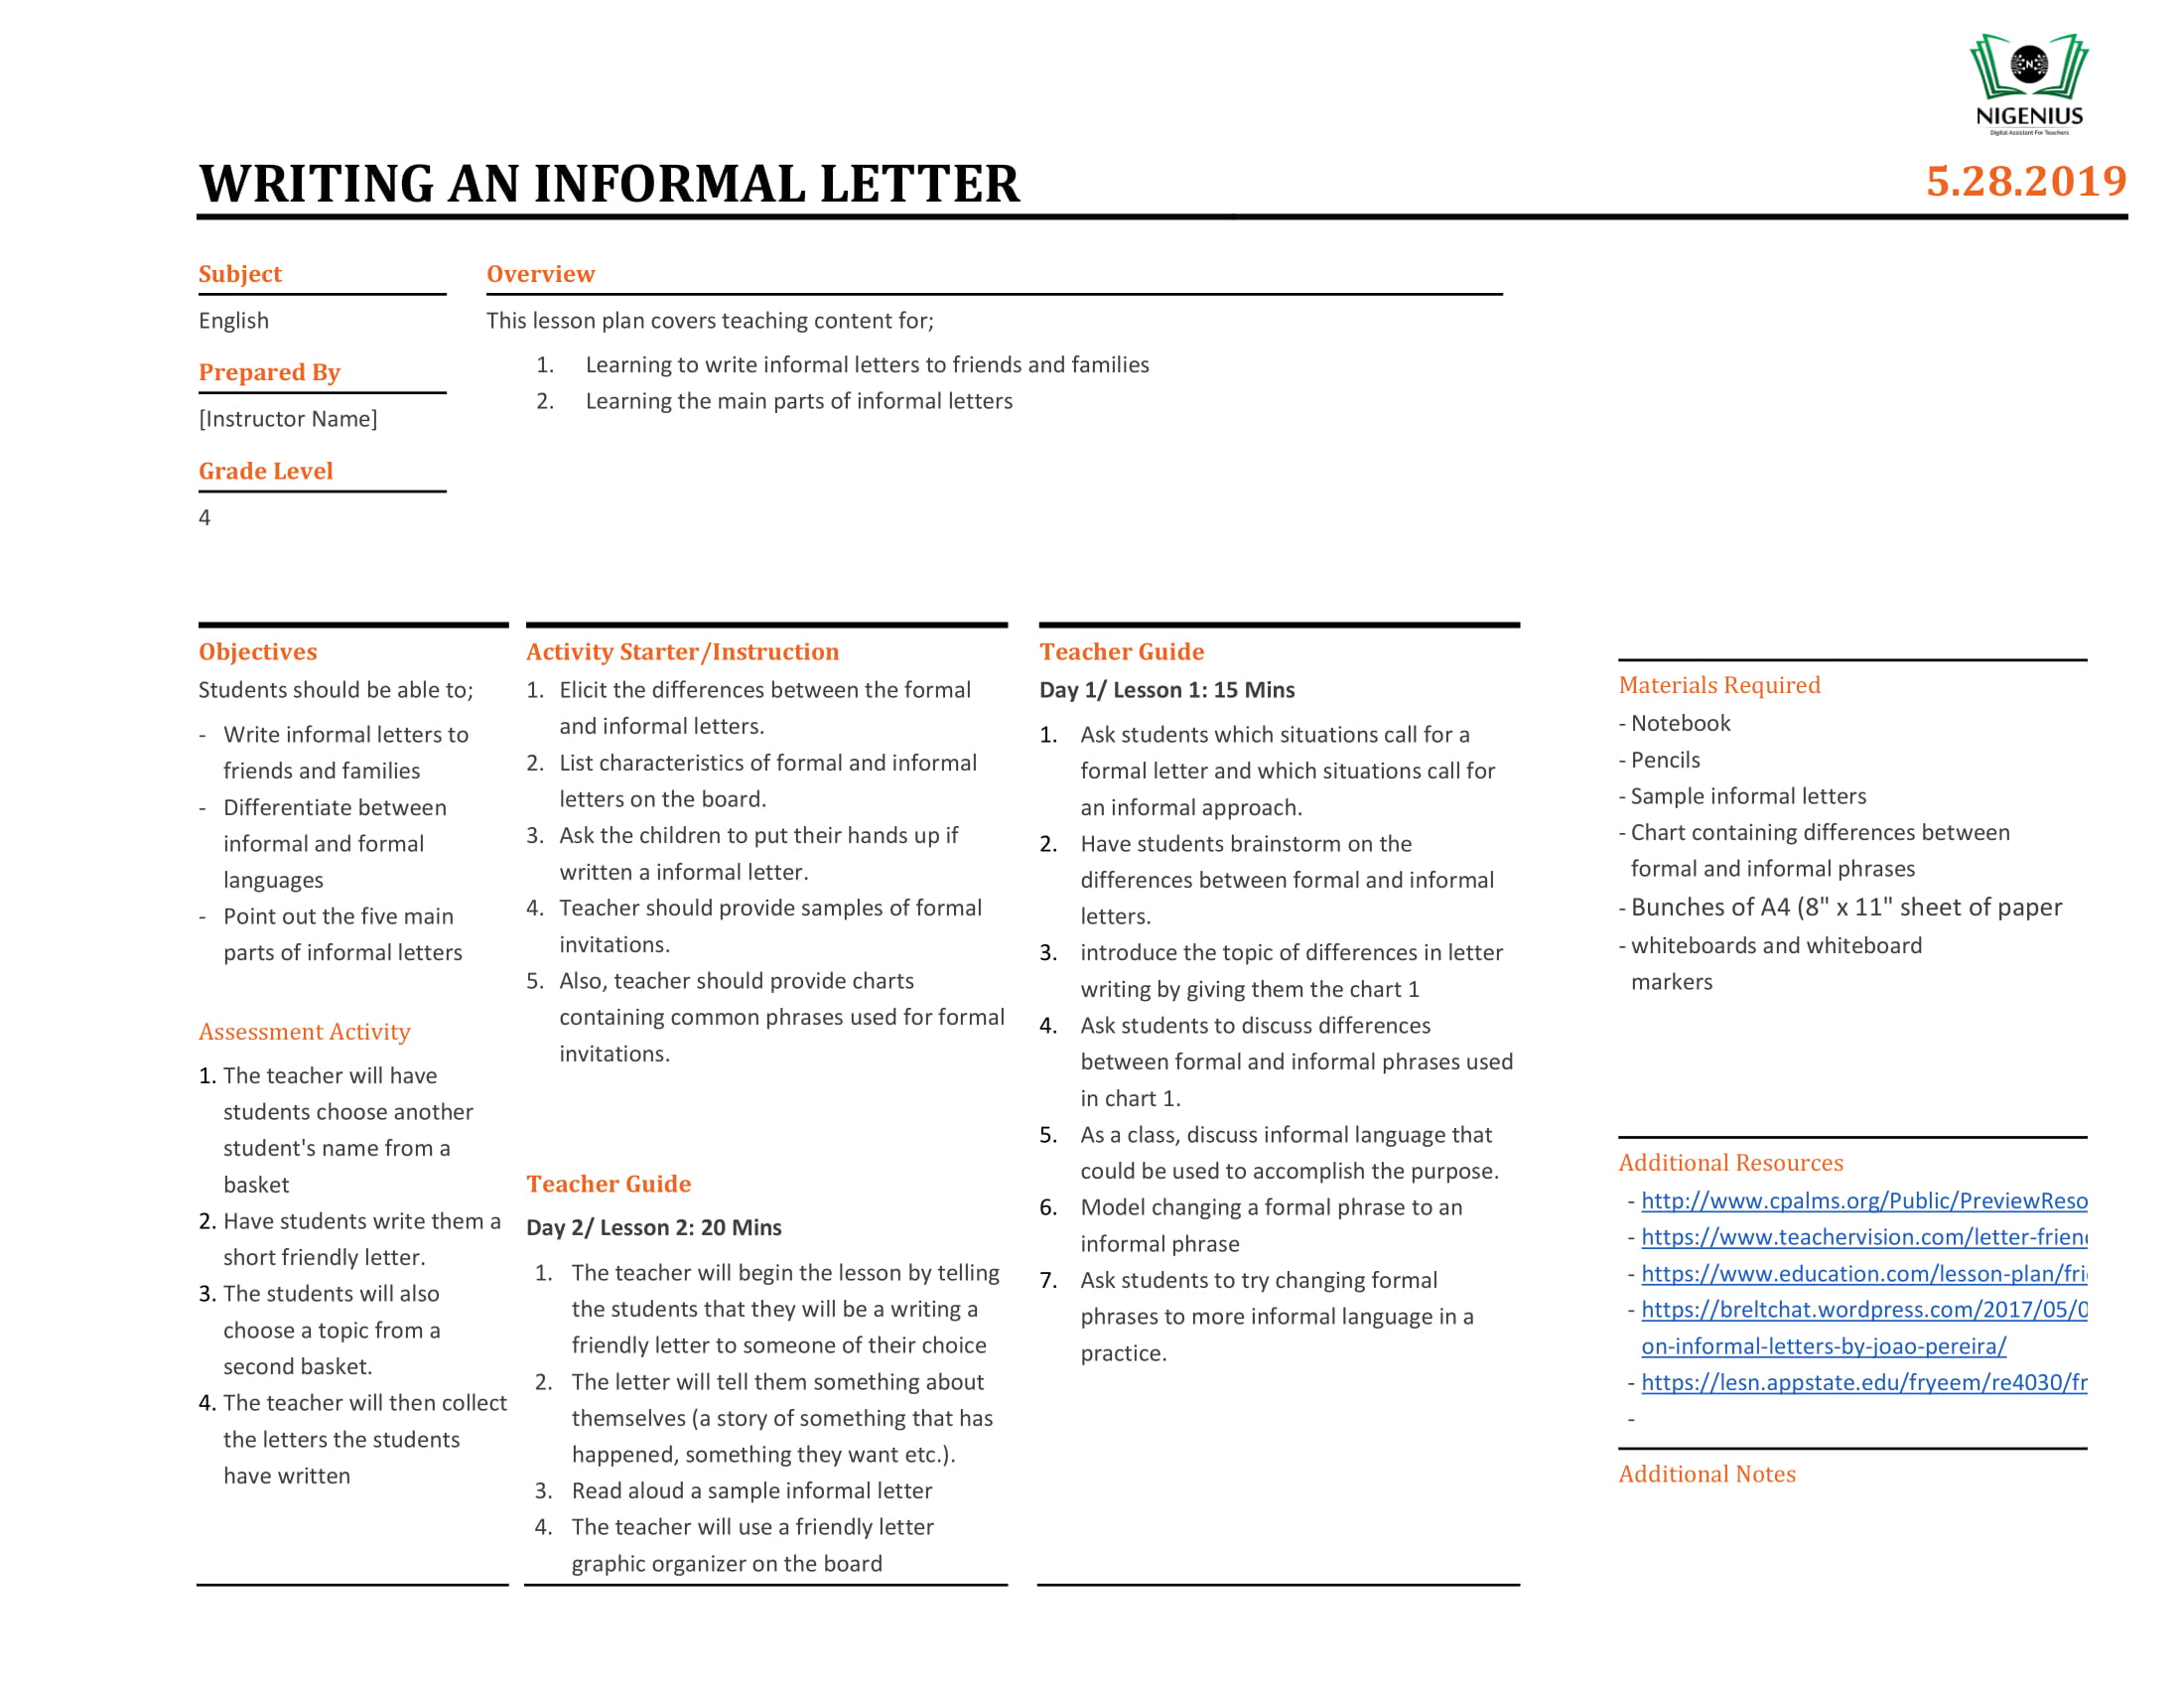 NIGENIUS
Digital Assistant For Teachers
WRITING AN INFORMAL LETTER
5.28.2019
Subject
English
Prepared By
[Instructor Name]
Grade Level
4
Overview
This lesson plan covers teaching content for;
1. Learning to write informal letters to friends and families
2. Learning the main parts of informal letters
Objectives
Students should be able to;
- Write informal letters to
friends and families
- Differentiate between
informal and formal
languages
- Point out the five main
parts of informal letters
Assessment Activity
1. The teacher will have
students choose another
student's name from a
basket
2. Have students write them a
short friendly letter.
3. The students will also
choose a topic from a
second basket.
4. The teacher will then collect
the letters the students
have written
Activity Starter/Instruction
1. Elicit the differences between the formal
and informal letters.
2. List characteristics of formal and informal
letters on the board.
3. Ask the children to put their hands up if
written a informal letter.
4. Teacher should provide samples of formal
invitations.
5. Also, teacher should provide charts
containing common phrases used for formal
invitations.
Teacher Guide
Day 2/ Lesson 2: 20 Mins
1. The teacher will begin the lesson by telling
the students that they will be a writing a
friendly letter to someone of their choice
2. The letter will tell them something about
themselves (a story of something that has
happened, something they want etc.).
3. Read aloud a sample informal letter
4. The teacher will use a friendly letter
graphic organizer on the board
Teacher Guide
Day 1/ Lesson 1: 15 Mins
1. Ask students which situations call for a
formal letter and which situations call for
an informal approach.
2. Have students brainstorm on the
differences between formal and informal
letters.
3. introduce the topic of differences in letter
writing by giving them the chart 1
4. Ask students to discuss differences
between formal and informal phrases used
in chart 1.
5. As a class, discuss informal language that
could be used to accomplish the purpose.
6. Model changing a formal phrase to an
informal phrase
7. Ask students to try changing formal
phrases to more informal language in a
practice.
Materials Required
- Notebook
- Pencils
- Sample informal letters
- Chart containing differences between
formal and informal phrases
- Bunches of A4 (8" x 11" sheet of paper
- whiteboards and whiteboard
markers
Additional Resources
- http://www.cpalms.org/Public/PreviewReso
- https://www.teachervision.com/letter-frien
- https://www.education.com/lesson-plan/fri
- https://breltchat.wordpress.com/2017/05/0
on-informal-letters-by-joao-pereira/
- https://lesn.appstate.edu/fryeem/re4030/fr
-
Additional Notes